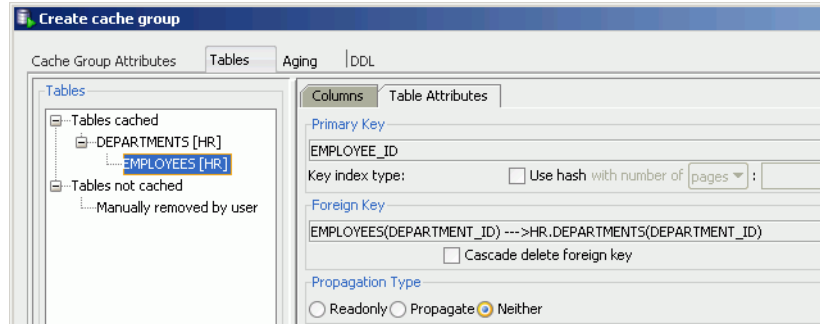 Create cache group
Cache Group Attributes Tables Aging DDL
Tables
Tables cached
DEPARTMENTS [HR]
EMPLOYEES [HR]
Tables not cached
Manually removed by user
Columns Table Attributes
Primary Key
EMPLOYEE_ID
Key index type: Use hash with number of pages :
Foreign Key
EMPLOYEES(DEPARTMENT_ID) --->HR.DEPARTMENTS(DEPARTMENT_ID)
Cascade delete foreign key
Propagation Type
Readonly Propagate Neither